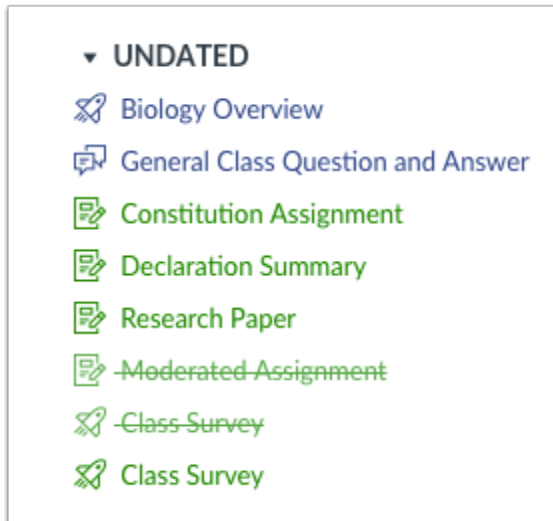 UNDATED
Biology Overview
General Class Question and Answer
Constitution Assignment
Declaration Summary
Research Paper
Moderated Assignment
Class Survey
Class Survey